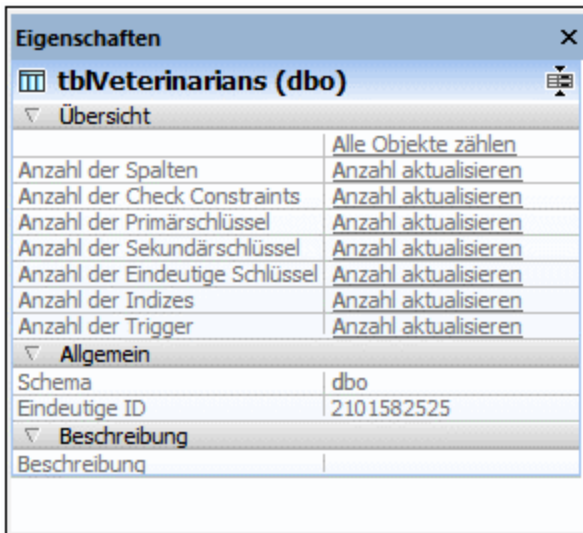 Eigenschaften
tblVeterinarians (dbo)
Übersicht
Alle Objekte zählen
Anzahl der Spalten Anzahl aktualisieren
Anzahl der Check Constraints Anzahl aktualisieren
Anzahl der Primärschlüssel Anzahl aktualisieren
Anzahl der Sekundärschlüssel Anzahl aktualisieren
Anzahl der Eindeutige Schlüssel Anzahl aktualisieren
Anzahl der Indizes Anzahl aktualisieren
Anzahl der Trigger Anzahl aktualisieren
Allgemein
Schema dbo
Eindeutige ID 2101582525
Beschreibung
Beschreibung